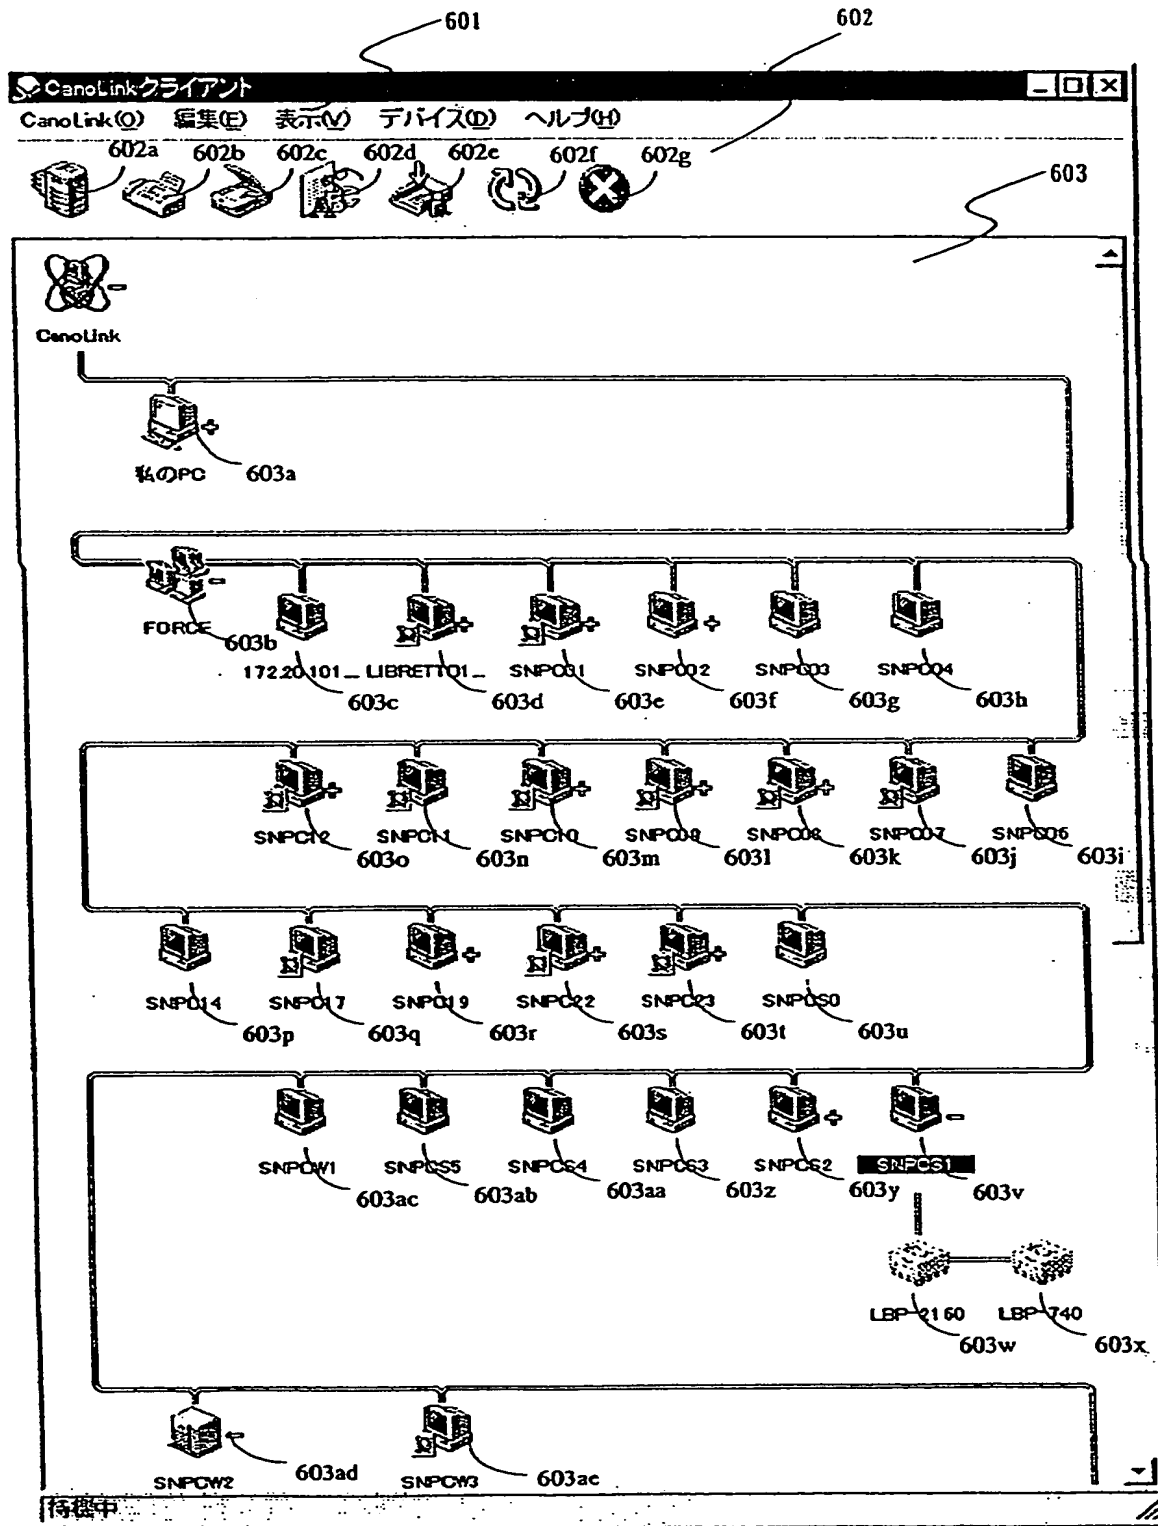 601
602
CanoLinkクライアント
CanoLink(O) 編集(E) 表示(V) デバイス(D) ヘルプ(H)
602a 602b 602c 602d 602e 602f 602g
603
CanoLink
私のPC 603a
FORCE 603b
172.20.101_ LIBRETTO1_ SNPC01 SNPC02 SNPC03 SNPC04
603c 603d 603e 603f 603g 603h
SNPC12 SNPC11 SNPC10 SNPC09 SNPC08 SNPC07 SNPC06
603o 603n 603m 603l 603k 603j 603i
SNPC14 SNPC17 SNPC19 SNPC22 SNPC23 SNPCS0
603p 603q 603r 603s 603t 603u
SNPCW1 SNPCS5 SNPCS4 SNPCS3 SNPCS2 SNPCS1
603ac 603ab 603aa 603z 603y 603v
LBP-2160 LBP-740
603w 603x
SNPCW2 603ad SNPCW3 603ae
待機中